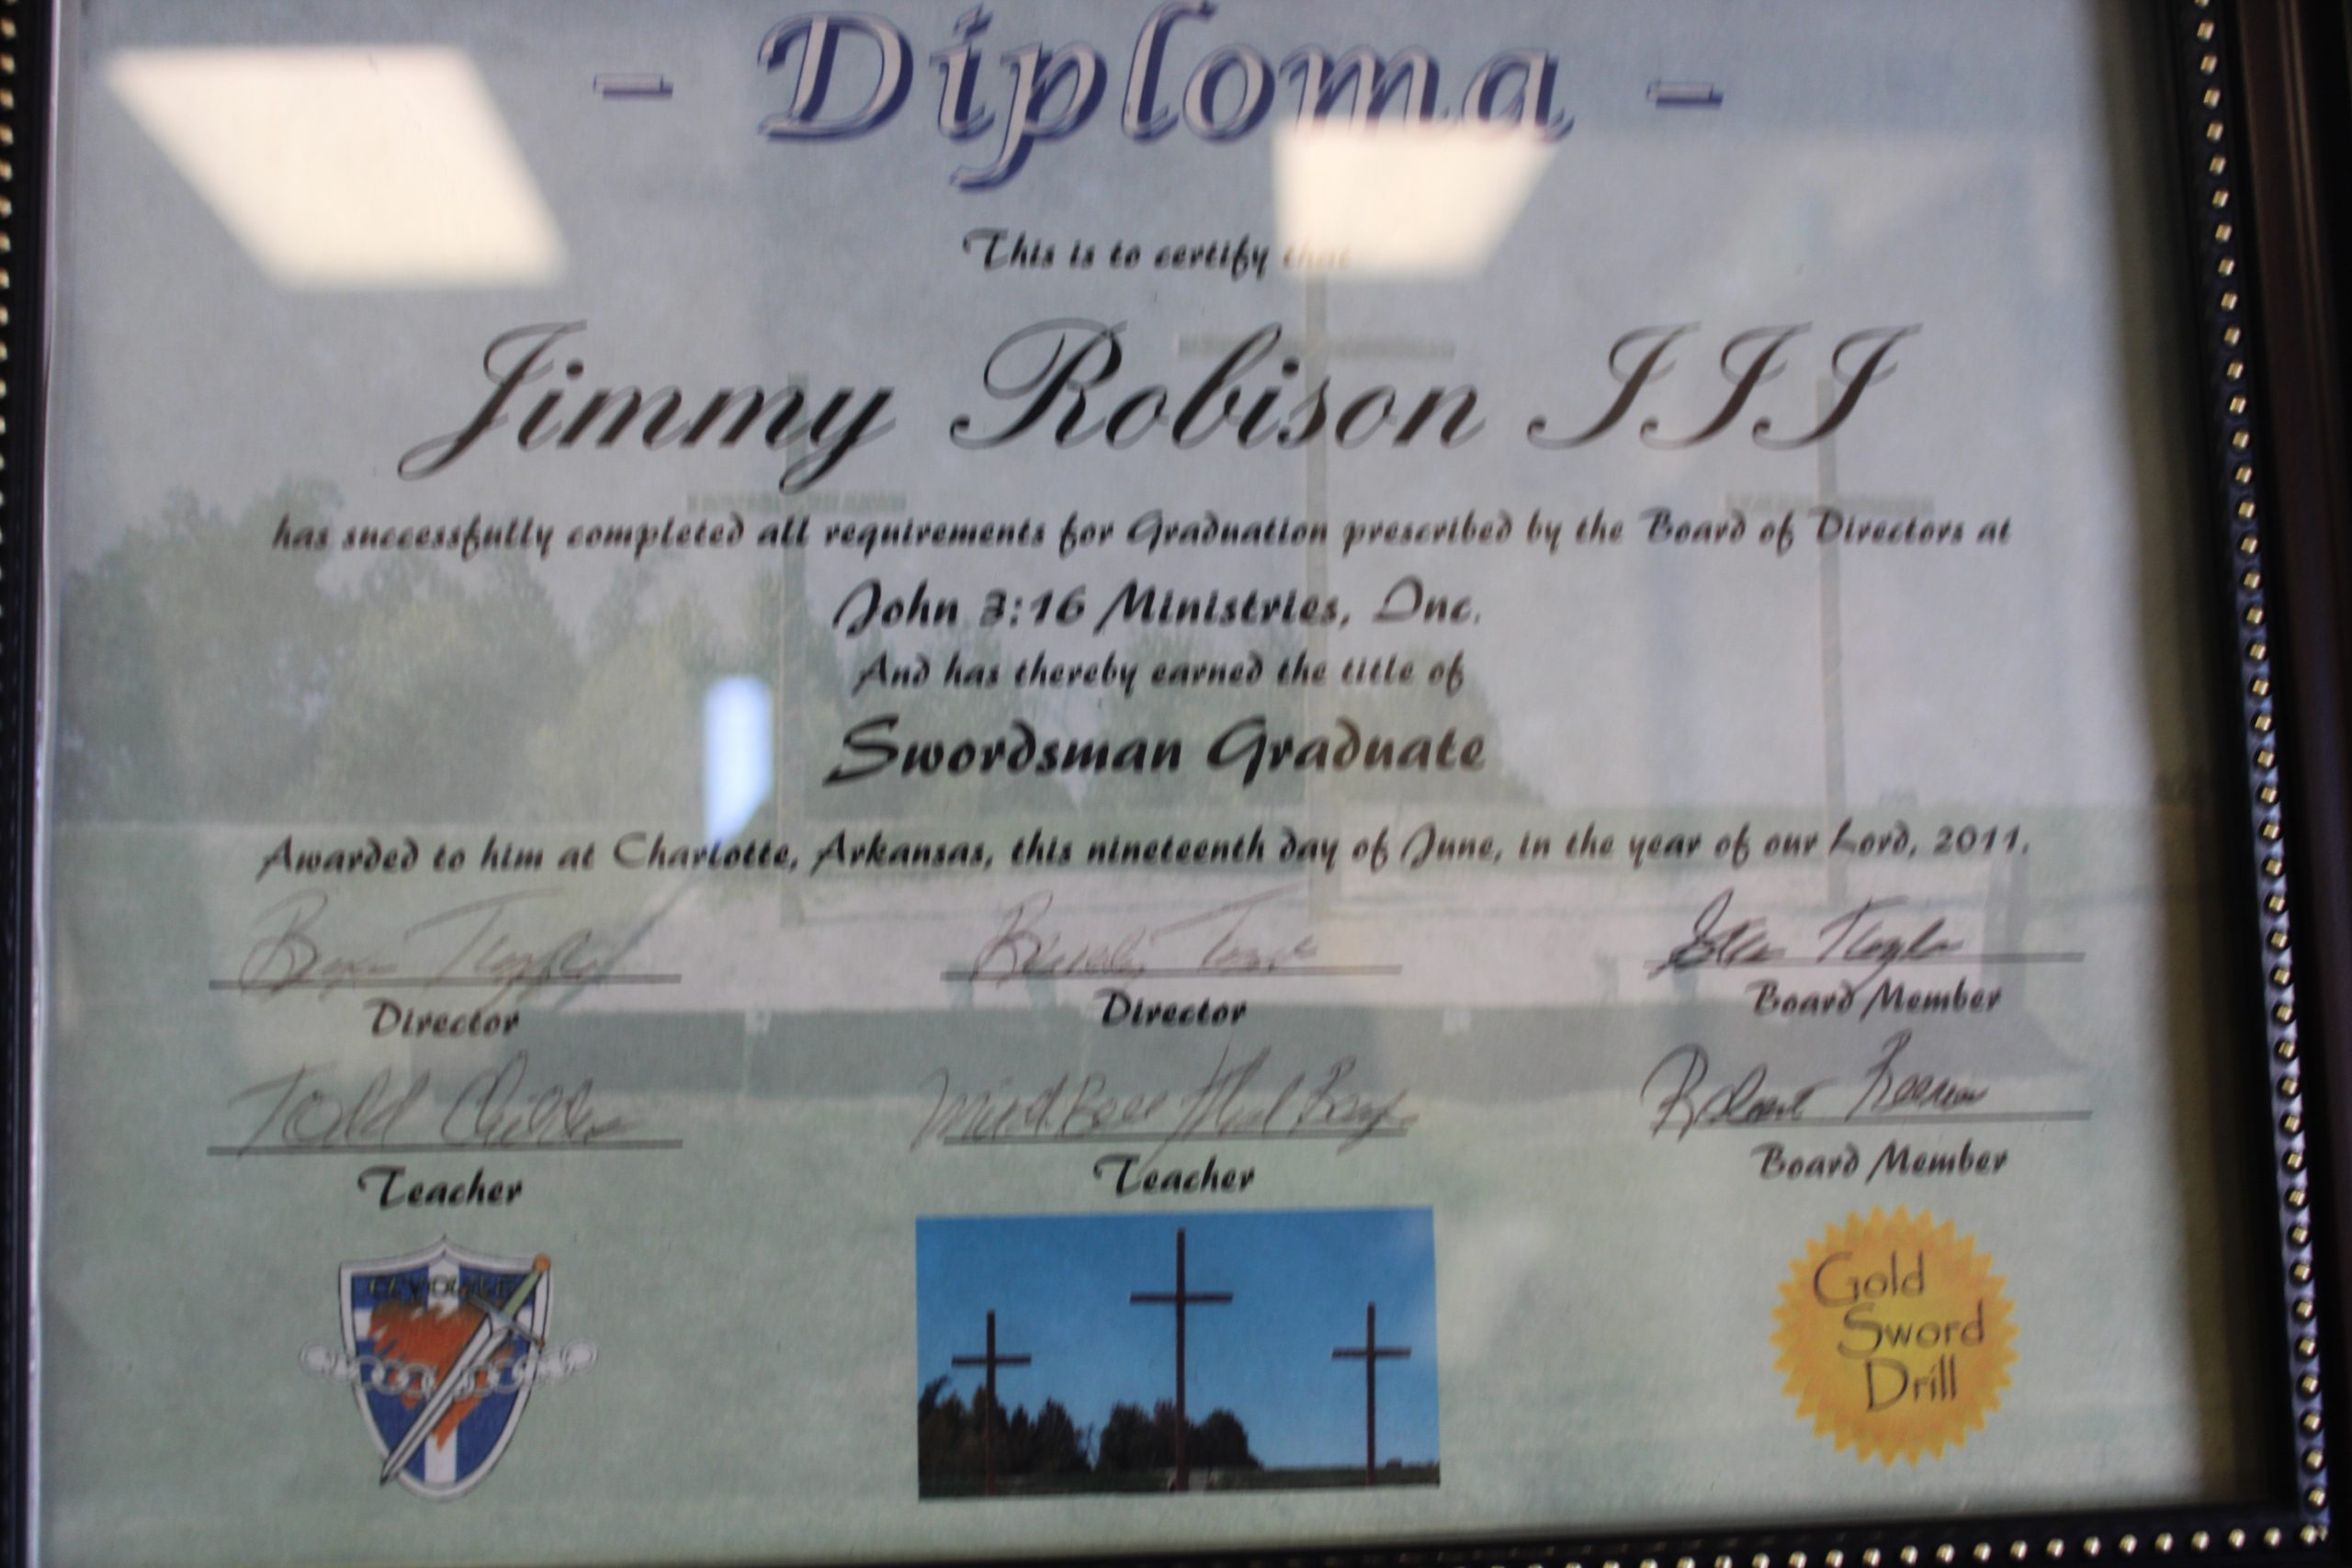 - Diploma -
This is to certify that
Jimmy Robison III
has successfully completed all requirements for Graduation prescribed by the Board of Directors at
John 3:16 Ministries, Inc.
And has thereby earned the title of
Swordsman Graduate
Awarded to him at Charlotte, Arkansas, this nineteenth day of June, in the year of our Lord, 2011.
Director Director Board Member
Todd
Teacher Teacher Board Member
Gold
Sword
Drill